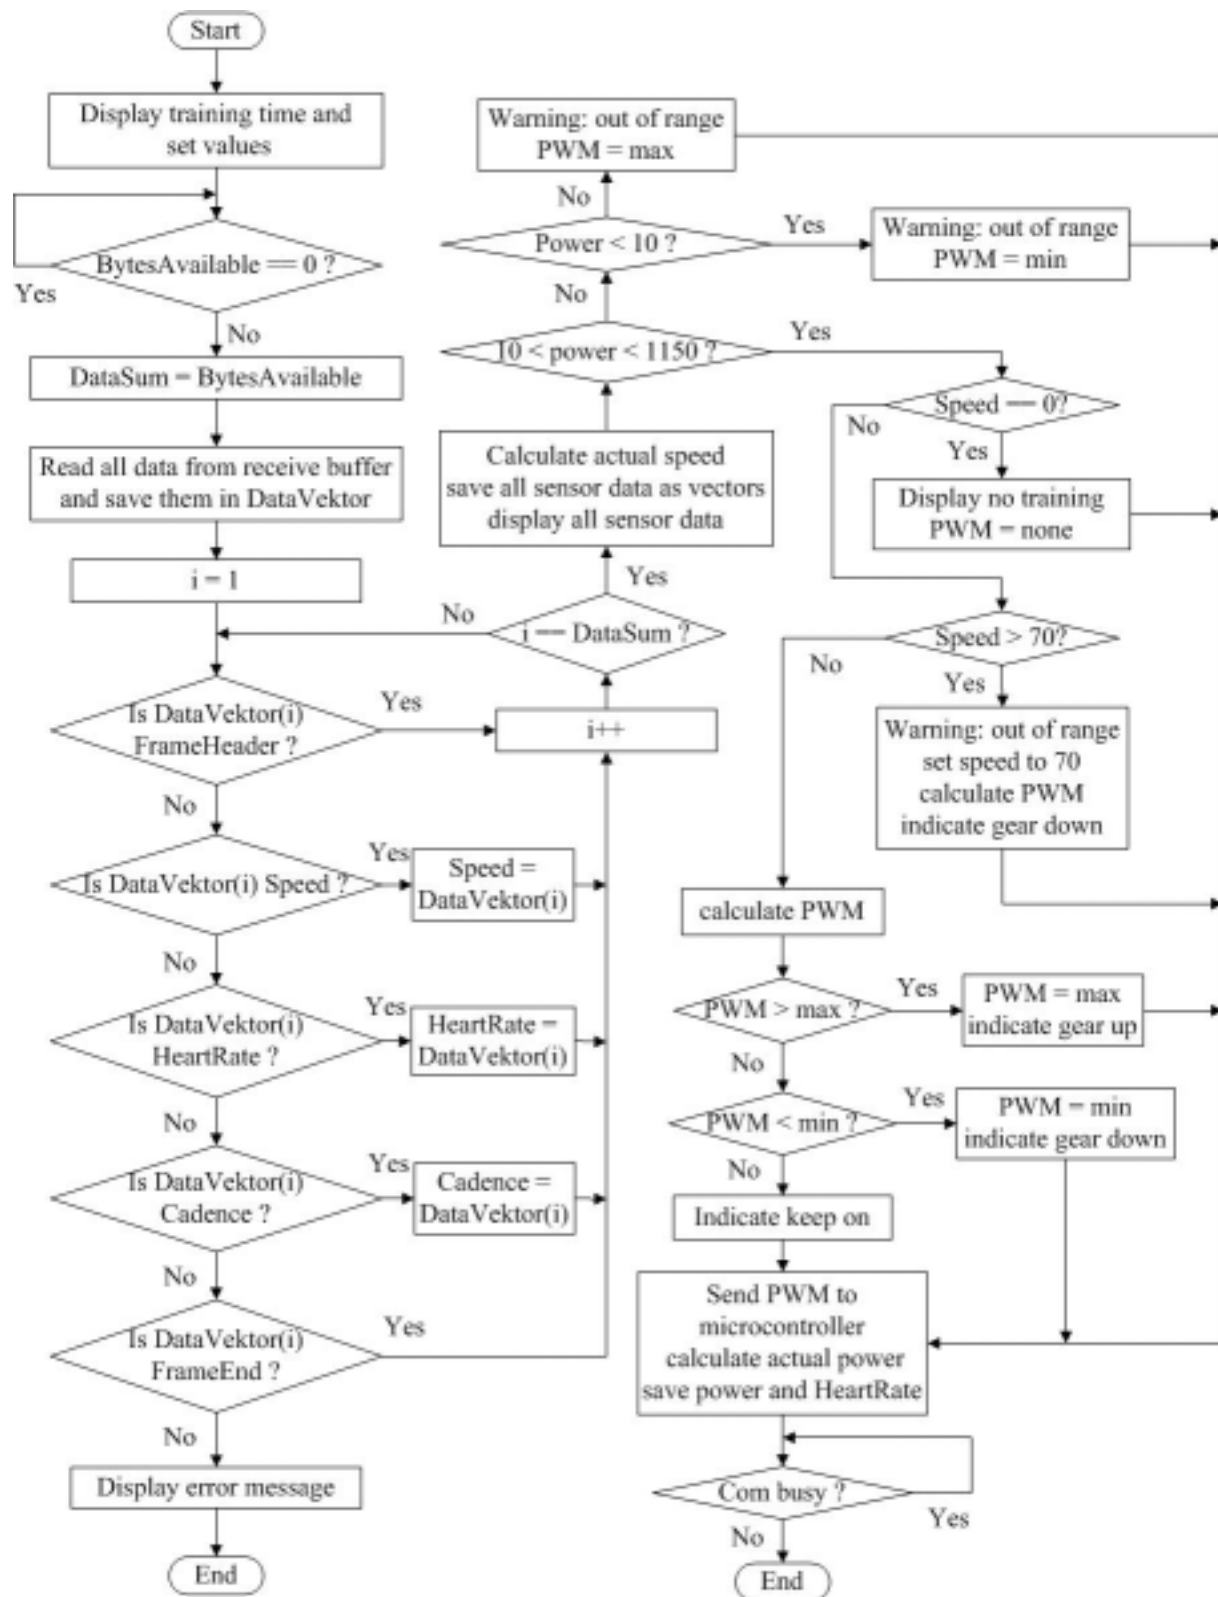 Start
Display training time and
set values
BytesAvailable == 0 ?
Yes
No
DataSum = BytesAvailable
Read all data from receive buffer
and save them in DataVektor
i = 1
Is DataVektor(i)
FrameHeader ?
Yes
No
Is DataVektor(i) Speed ?
Yes
Speed =
DataVektor(i)
No
Is DataVektor(i)
HeartRate ?
Yes
HeartRate =
DataVektor(i)
No
Is DataVektor(i)
Cadence ?
Yes
Cadence =
DataVektor(i)
No
Is DataVektor(i)
FrameEnd ?
Yes
No
Display error message
End
i++
i == DataSum ?
No
Yes
Calculate actual speed
save all sensor data as vectors
display all sensor data
10 < power < 1150 ?
Yes
No
Power < 10 ?
Yes
Warning: out of range
PWM = min
No
Warning: out of range
PWM = max
Speed == 0?
No
Yes
Display no training
PWM = none
Speed > 70?
No
Yes
Warning: out of range
set speed to 70
calculate PWM
indicate gear down
calculate PWM
PWM > max ?
Yes
PWM = max
indicate gear up
No
PWM < min ?
Yes
PWM = min
indicate gear down
No
Indicate keep on
Send PWM to
microcontroller
calculate actual power
save power and HeartRate
Com busy ?
Yes
No
End